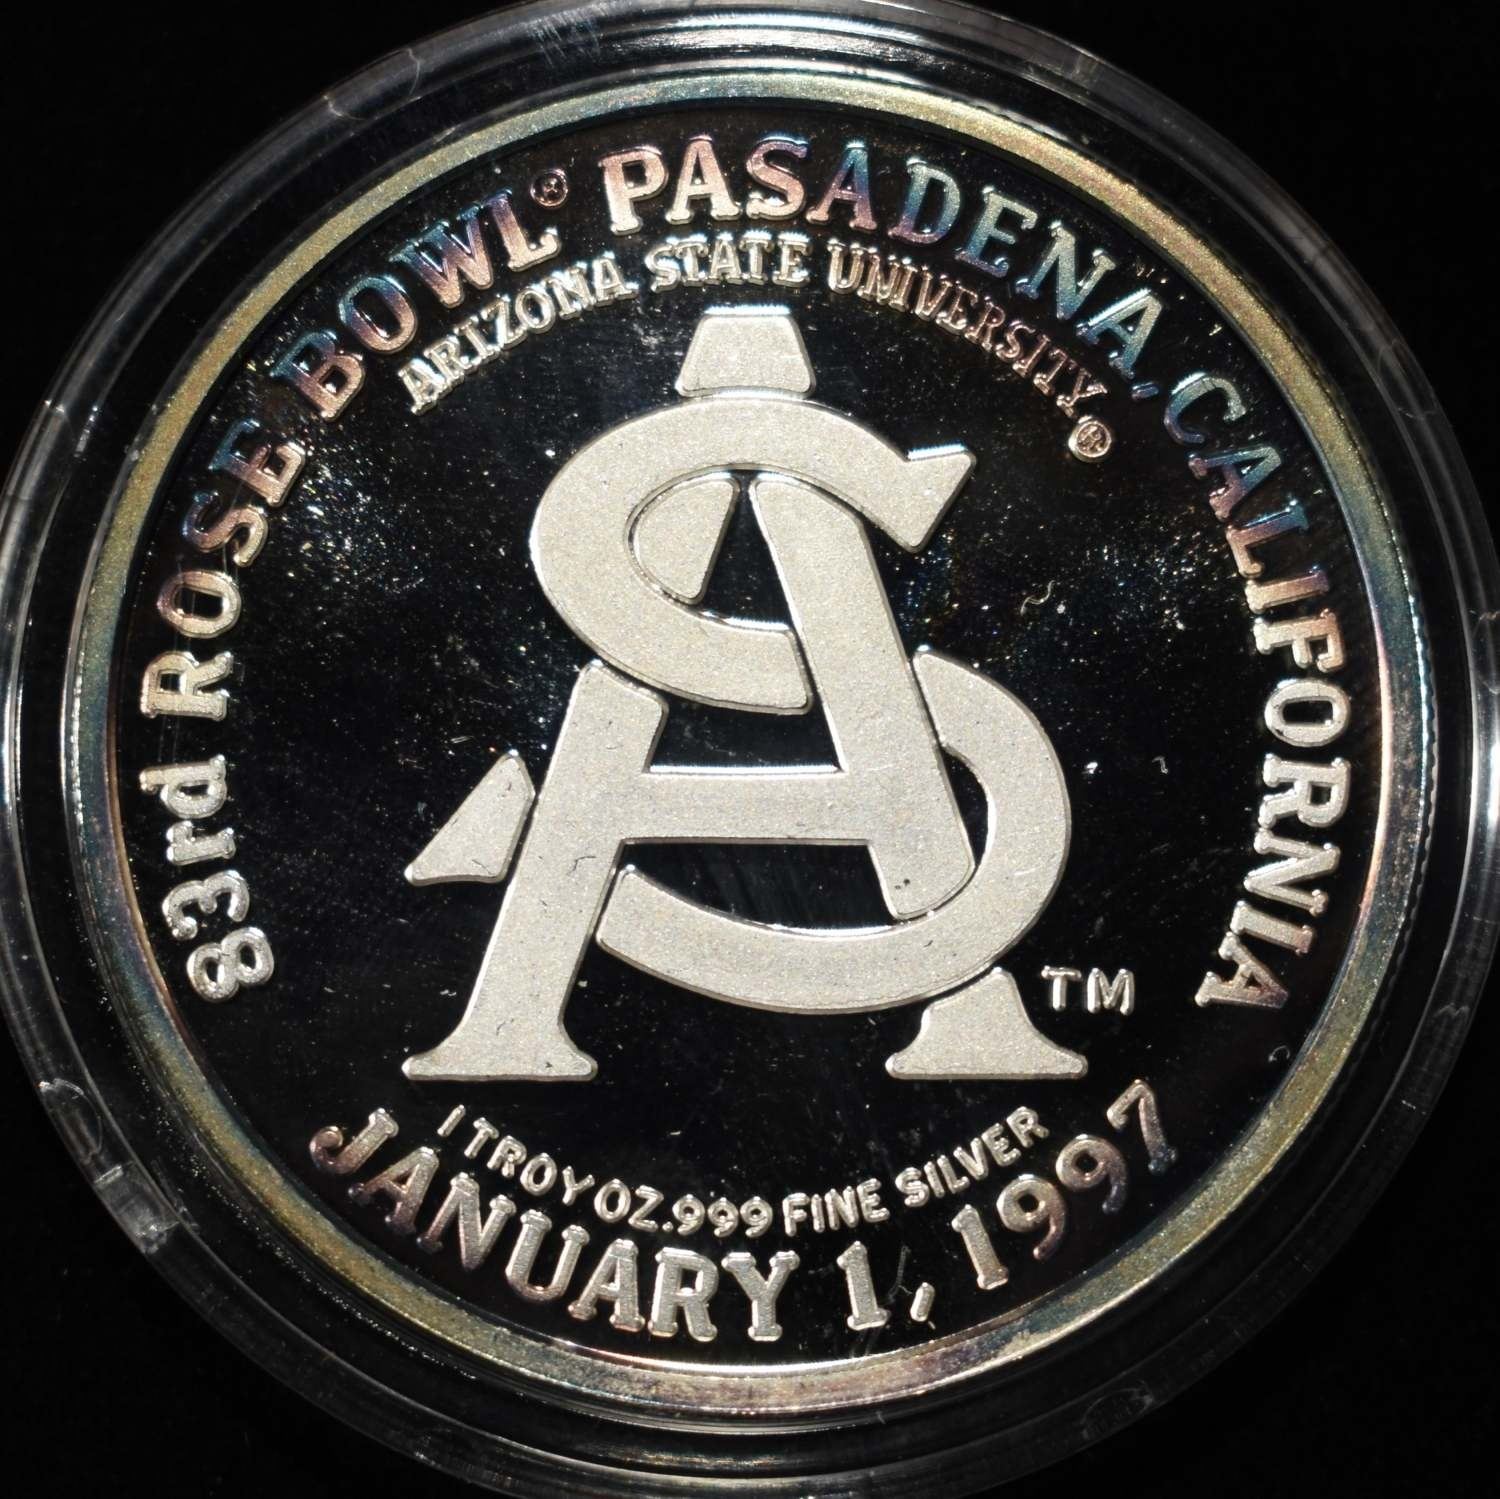 83rd ROSE BOWL® PASADENA, CALIFORNIA
ARIZONA STATE UNIVERSITY®
AS
TM
1 TROY OZ .999 FINE SILVER
JANUARY 1, 1997